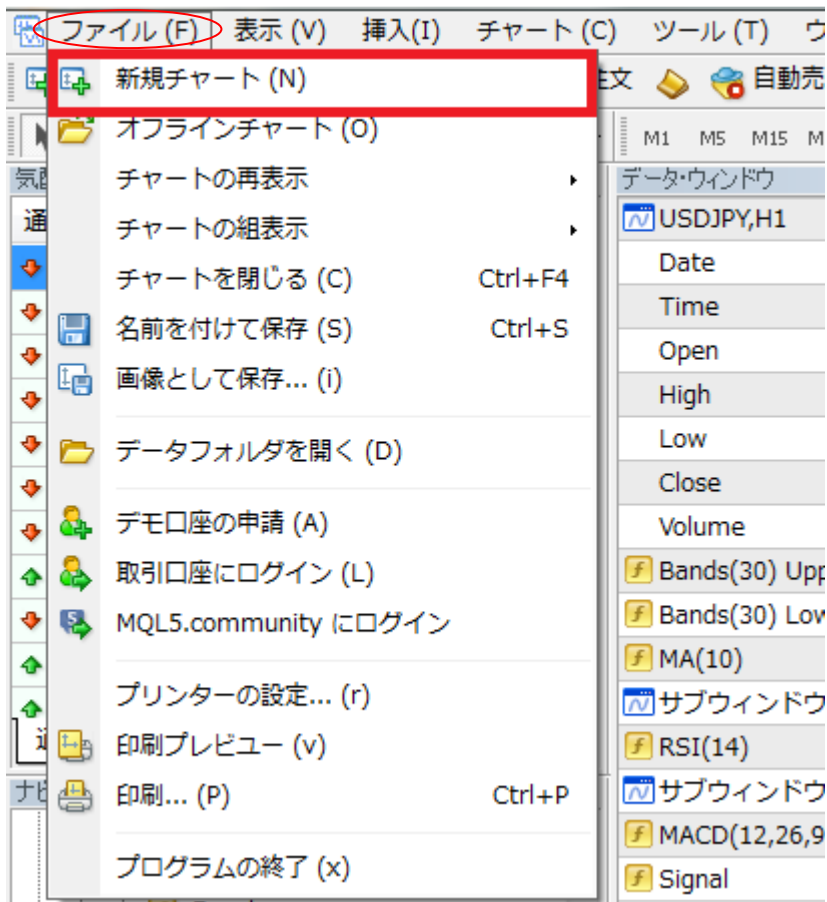 ファイル (F) 表示 (V) 挿入(I) チャート (C) ツール (T)
新規チャート (N)
自動売
オフラインチャート (O)
M1 M5 M15
チャートの再表示
データ・ウィンドウ
チャートの組表示
USDJPY,H1
チャートを閉じる (C) Ctrl+F4
Date
名前を付けて保存 (S) Ctrl+S
Time
画像として保存... (i)
Open
High
データフォルダを開く (D)
Low
Close
デモ口座の申請 (A)
Volume
取引口座にログイン (L)
Bands(30) Upp
MQL5.community にログイン
Bands(30) Low
MA(10)
プリンターの設定... (r)
サブウィンドウ
印刷プレビュー (v)
RSI(14)
印刷... (P) Ctrl+P
サブウィンドウ
MACD(12,26,9
プログラムの終了 (x)
Signal